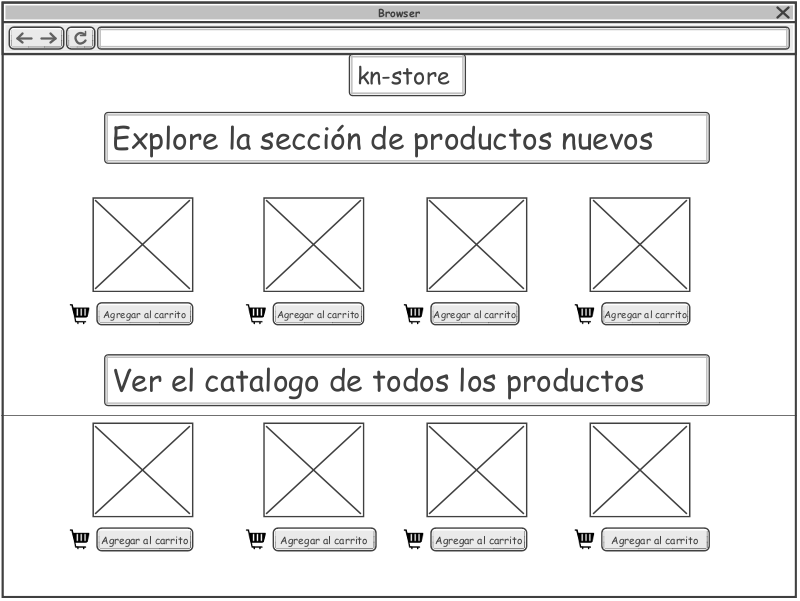 Browser
kn-store
Explore la sección de productos nuevos
Agregar al carrito
Agregar al carrito
Agregar al carrito
Agregar al carrito
Ver el catalogo de todos los productos
Agregar al carrito
Agregar al carrito
Agregar al carrito
Agregar al carrito